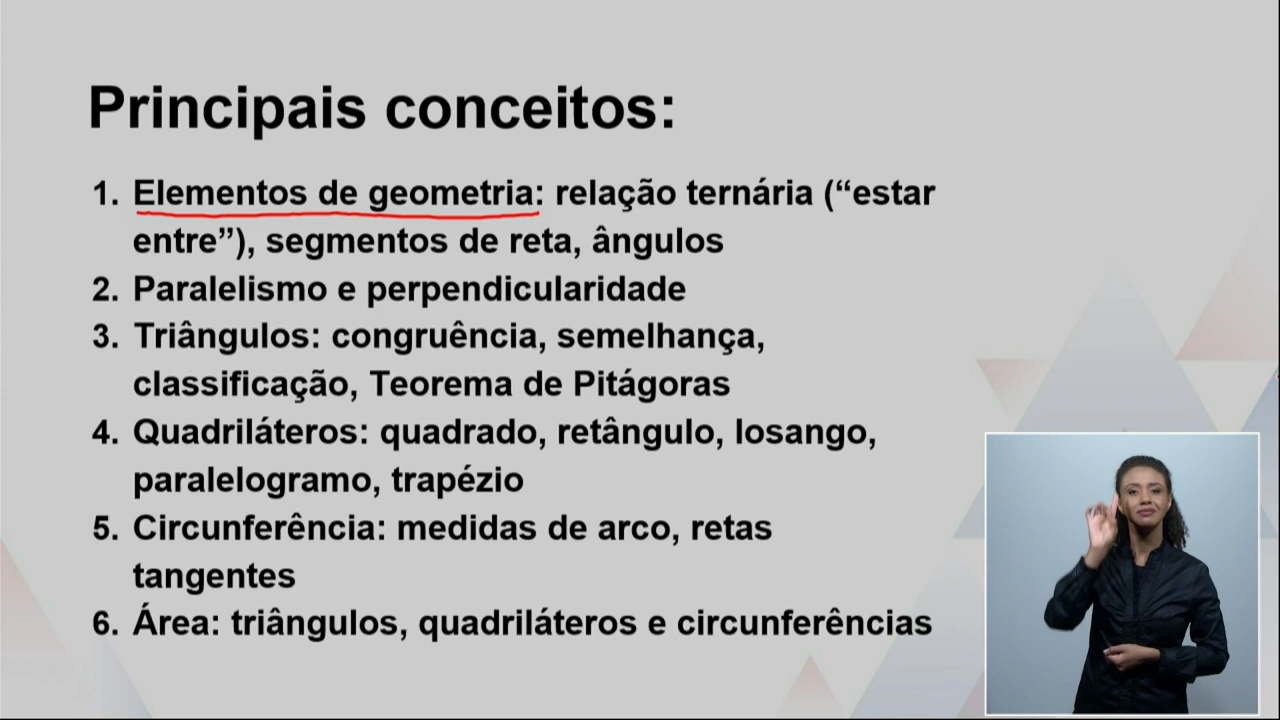 Principais conceitos:
1. Elementos de geometria: relação ternária (“estar
entre”), segmentos de reta, ângulos
2. Paralelismo e perpendicularidade
3. Triângulos: congruência, semelhança,
classificação, Teorema de Pitágoras
4. Quadriláteros: quadrado, retângulo, losango,
paralelogramo, trapézio
5. Circunferência: medidas de arco, retas
tangentes
6. Área: triângulos, quadriláteros e circunferências